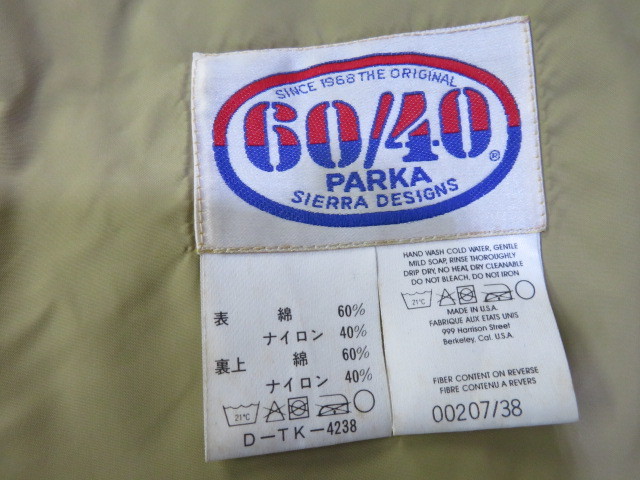 SINCE 1968 THE ORIGINAL
60/40
®
PARKA
SIERRA DESIGNS
表 綿 60%
ナイロン 40%
裏上 綿 60%
ナイロン 40%
21℃
D-TK-4238
HAND WASH COLD WATER, GENTLE
MILD SOAP, RINSE THOROUGHLY
DRIP DRY, NO HEAT, DRY CLEANABLE
DO NOT BLEACH. DO NOT IRON
21℃
MADE IN U.S.A.
FABRIQUE AUX ETATS UNIS
999 Harrison Street
Berkeley, Cal. U.S.A.
FIBER CONTENT ON REVERSE
FIBRE CONTENU A REVERS
00207/38